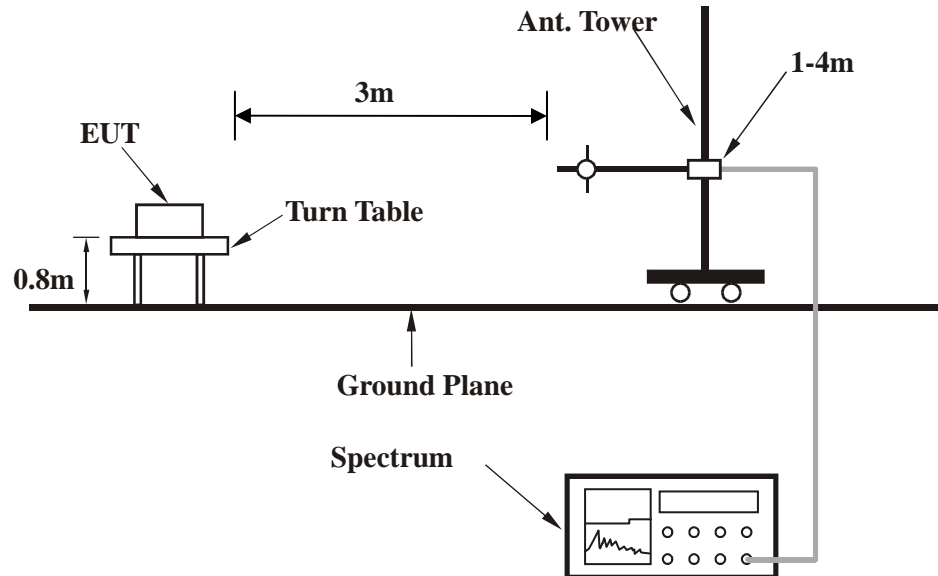 Ant. Tower
1-4m
3m
EUT
Turn Table
0.8m
Ground Plane
Spectrum